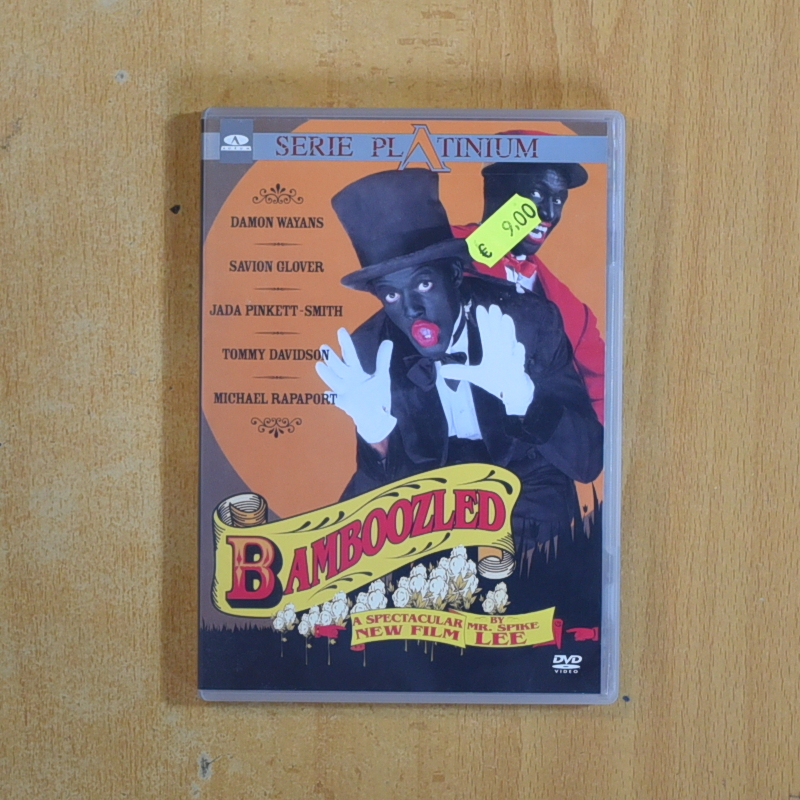 SERIE PLATINIUM
€ 9,00
DAMON WAYANS
SAVION GLOVER
JADA PINKETT-SMITH
TOMMY DAVIDSON
MICHAEL RAPAPORT
BAMBOOZLED
A SPECTACULAR
NEW FILM
BY
MR. SPIKE
LEE
DVD
VIDEO